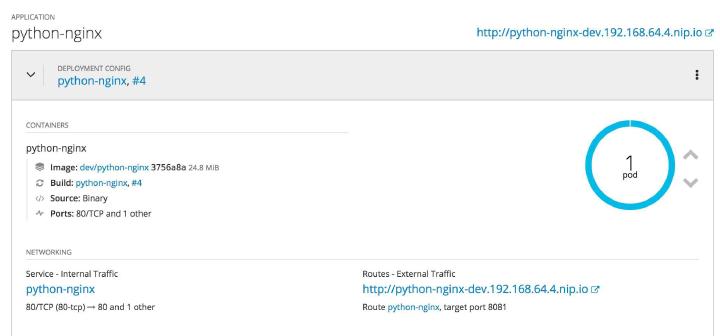 APPLICATION
python-nginx
http://python-nginx-dev.192.168.64.4.nip.io
DEPLOYMENT CONFIG
python-nginx, #4
CONTAINERS
python-nginx
Image: dev/python-nginx 3756a8a 24.8 MiB
Build: python-nginx, #4
Source: Binary
Ports: 80/TCP and 1 other
1
pod
NETWORKING
Service - Internal Traffic
python-nginx
80/TCP (80-tcp) → 80 and 1 other
Routes - External Traffic
http://python-nginx-dev.192.168.64.4.nip.io
Route python-nginx, target port 8081